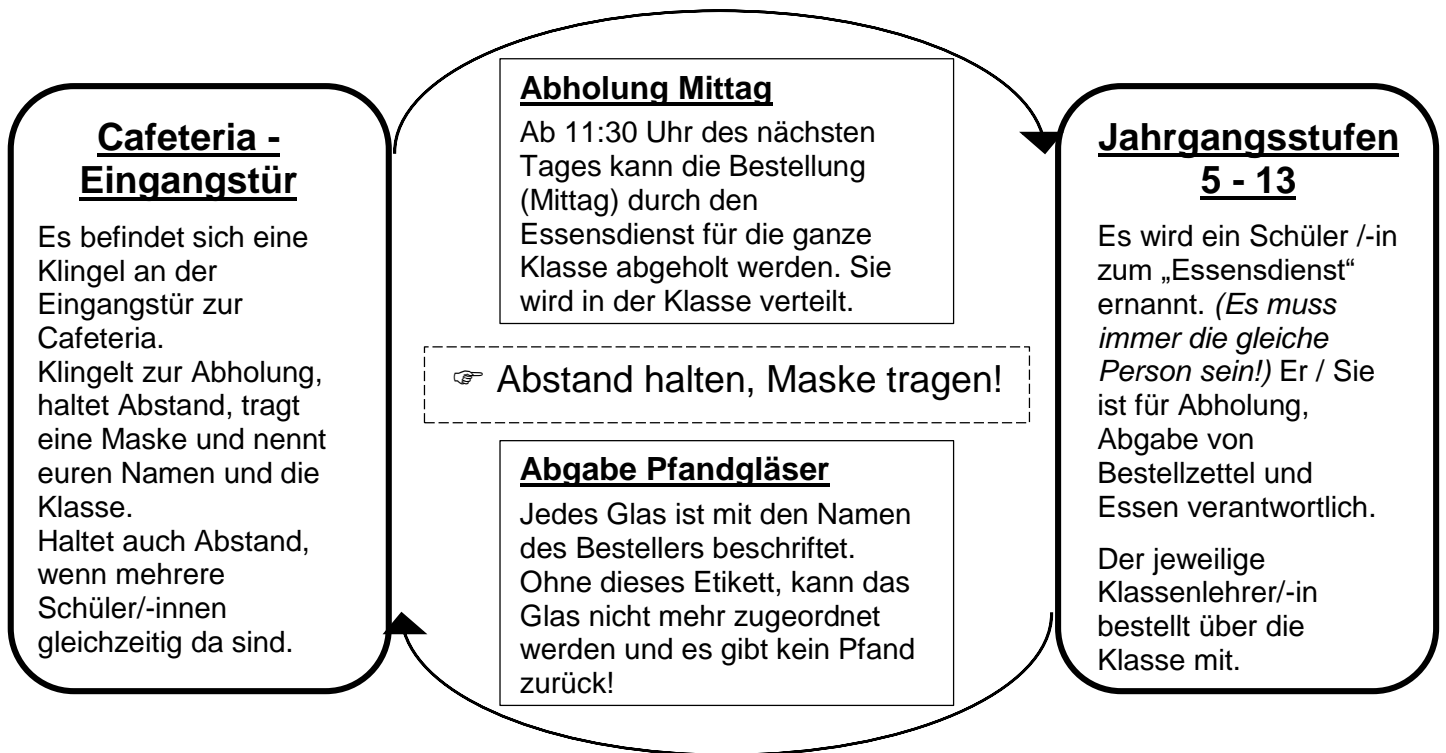 Cafeteria -
Eingangstür
Es befindet sich eine
Klingel an der
Eingangstür zur
Cafeteria.
Klingelt zur Abholung,
haltet Abstand, tragt
eine Maske und nennt
euren Namen und die
Klasse.
Haltet auch Abstand,
wenn mehrere
Schüler/-innen
gleichzeitig da sind.
Abholung Mittag
Ab 11:30 Uhr des nächsten
Tages kann die Bestellung
(Mittag) durch den
Essensdienst für die ganze
Klasse abgeholt werden. Sie
wird in der Klasse verteilt.
☞ Abstand halten, Maske tragen!
Abgabe Pfandgläser
Jedes Glas ist mit den Namen
des Bestellers beschriftet.
Ohne dieses Etikett, kann das
Glas nicht mehr zugeordnet
werden und es gibt kein Pfand
zurück!
Jahrgangsstufen
5 - 13
Es wird ein Schüler /-in
zum „Essensdienst“
ernannt. (Es muss
immer die gleiche
Person sein!) Er / Sie
ist für Abholung,
Abgabe von
Bestellzettel und
Essen verantwortlich.
Der jeweilige
Klassenlehrer/-in
bestellt über die
Klasse mit.